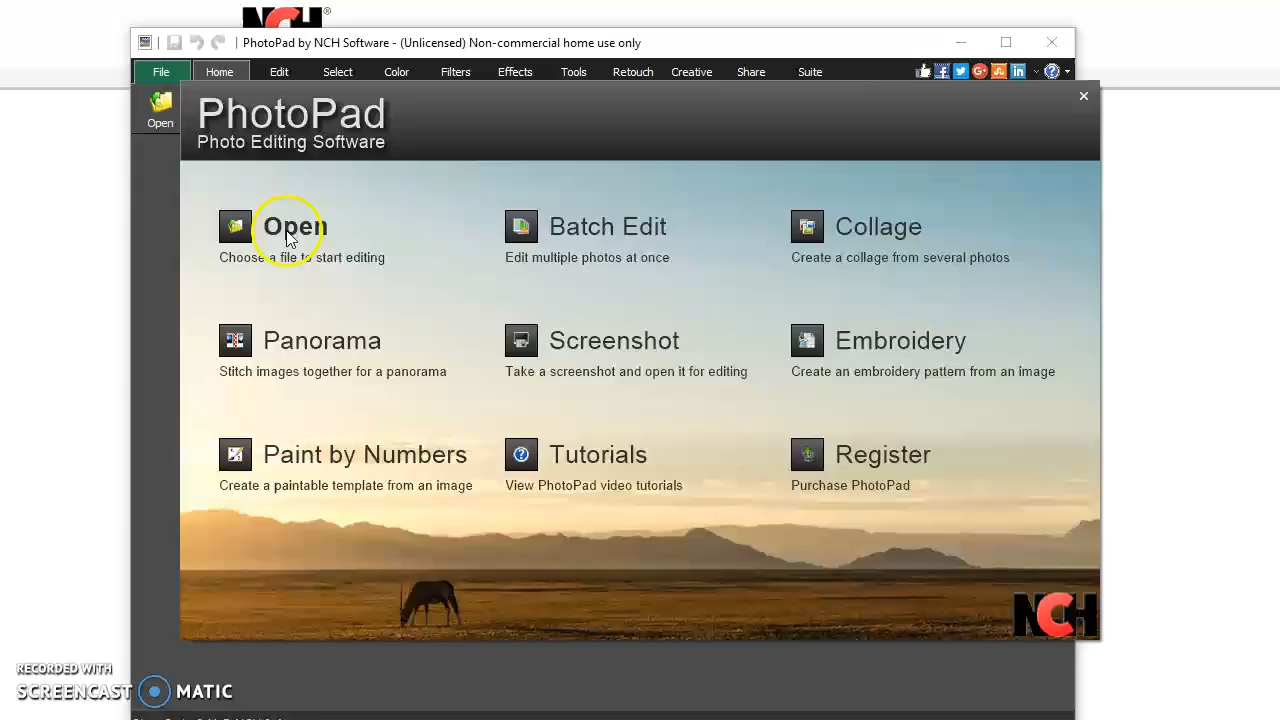 NCH®
PhotoPad by NCH Software - (Unlicensed) Non-commercial home use only
File Home Edit Select Color Filters Effects Tools Retouch Creative Share Suite
Open
PhotoPad
Photo Editing Software
Open
Choose a file to start editing
Batch Edit
Edit multiple photos at once
Collage
Create a collage from several photos
Panorama
Stitch images together for a panorama
Screenshot
Take a screenshot and open it for editing
Embroidery
Create an embroidery pattern from an image
Paint by Numbers
Create a paintable template from an image
Tutorials
View PhotoPad video tutorials
Register
Purchase PhotoPad
NCH
RECORDED WITH
SCREENCAST MATIC